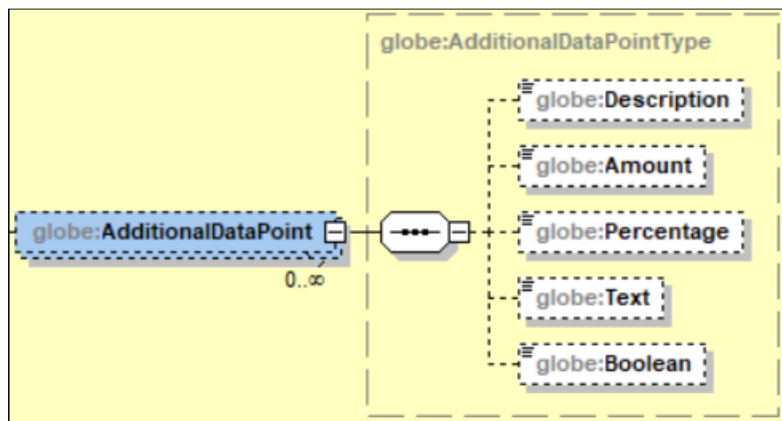 globe:AdditionalDataPointType
globe:Description
globe:Amount
globe:AdditionalDataPoint
globe:Percentage
0..∞
globe:Text
globe:Boolean